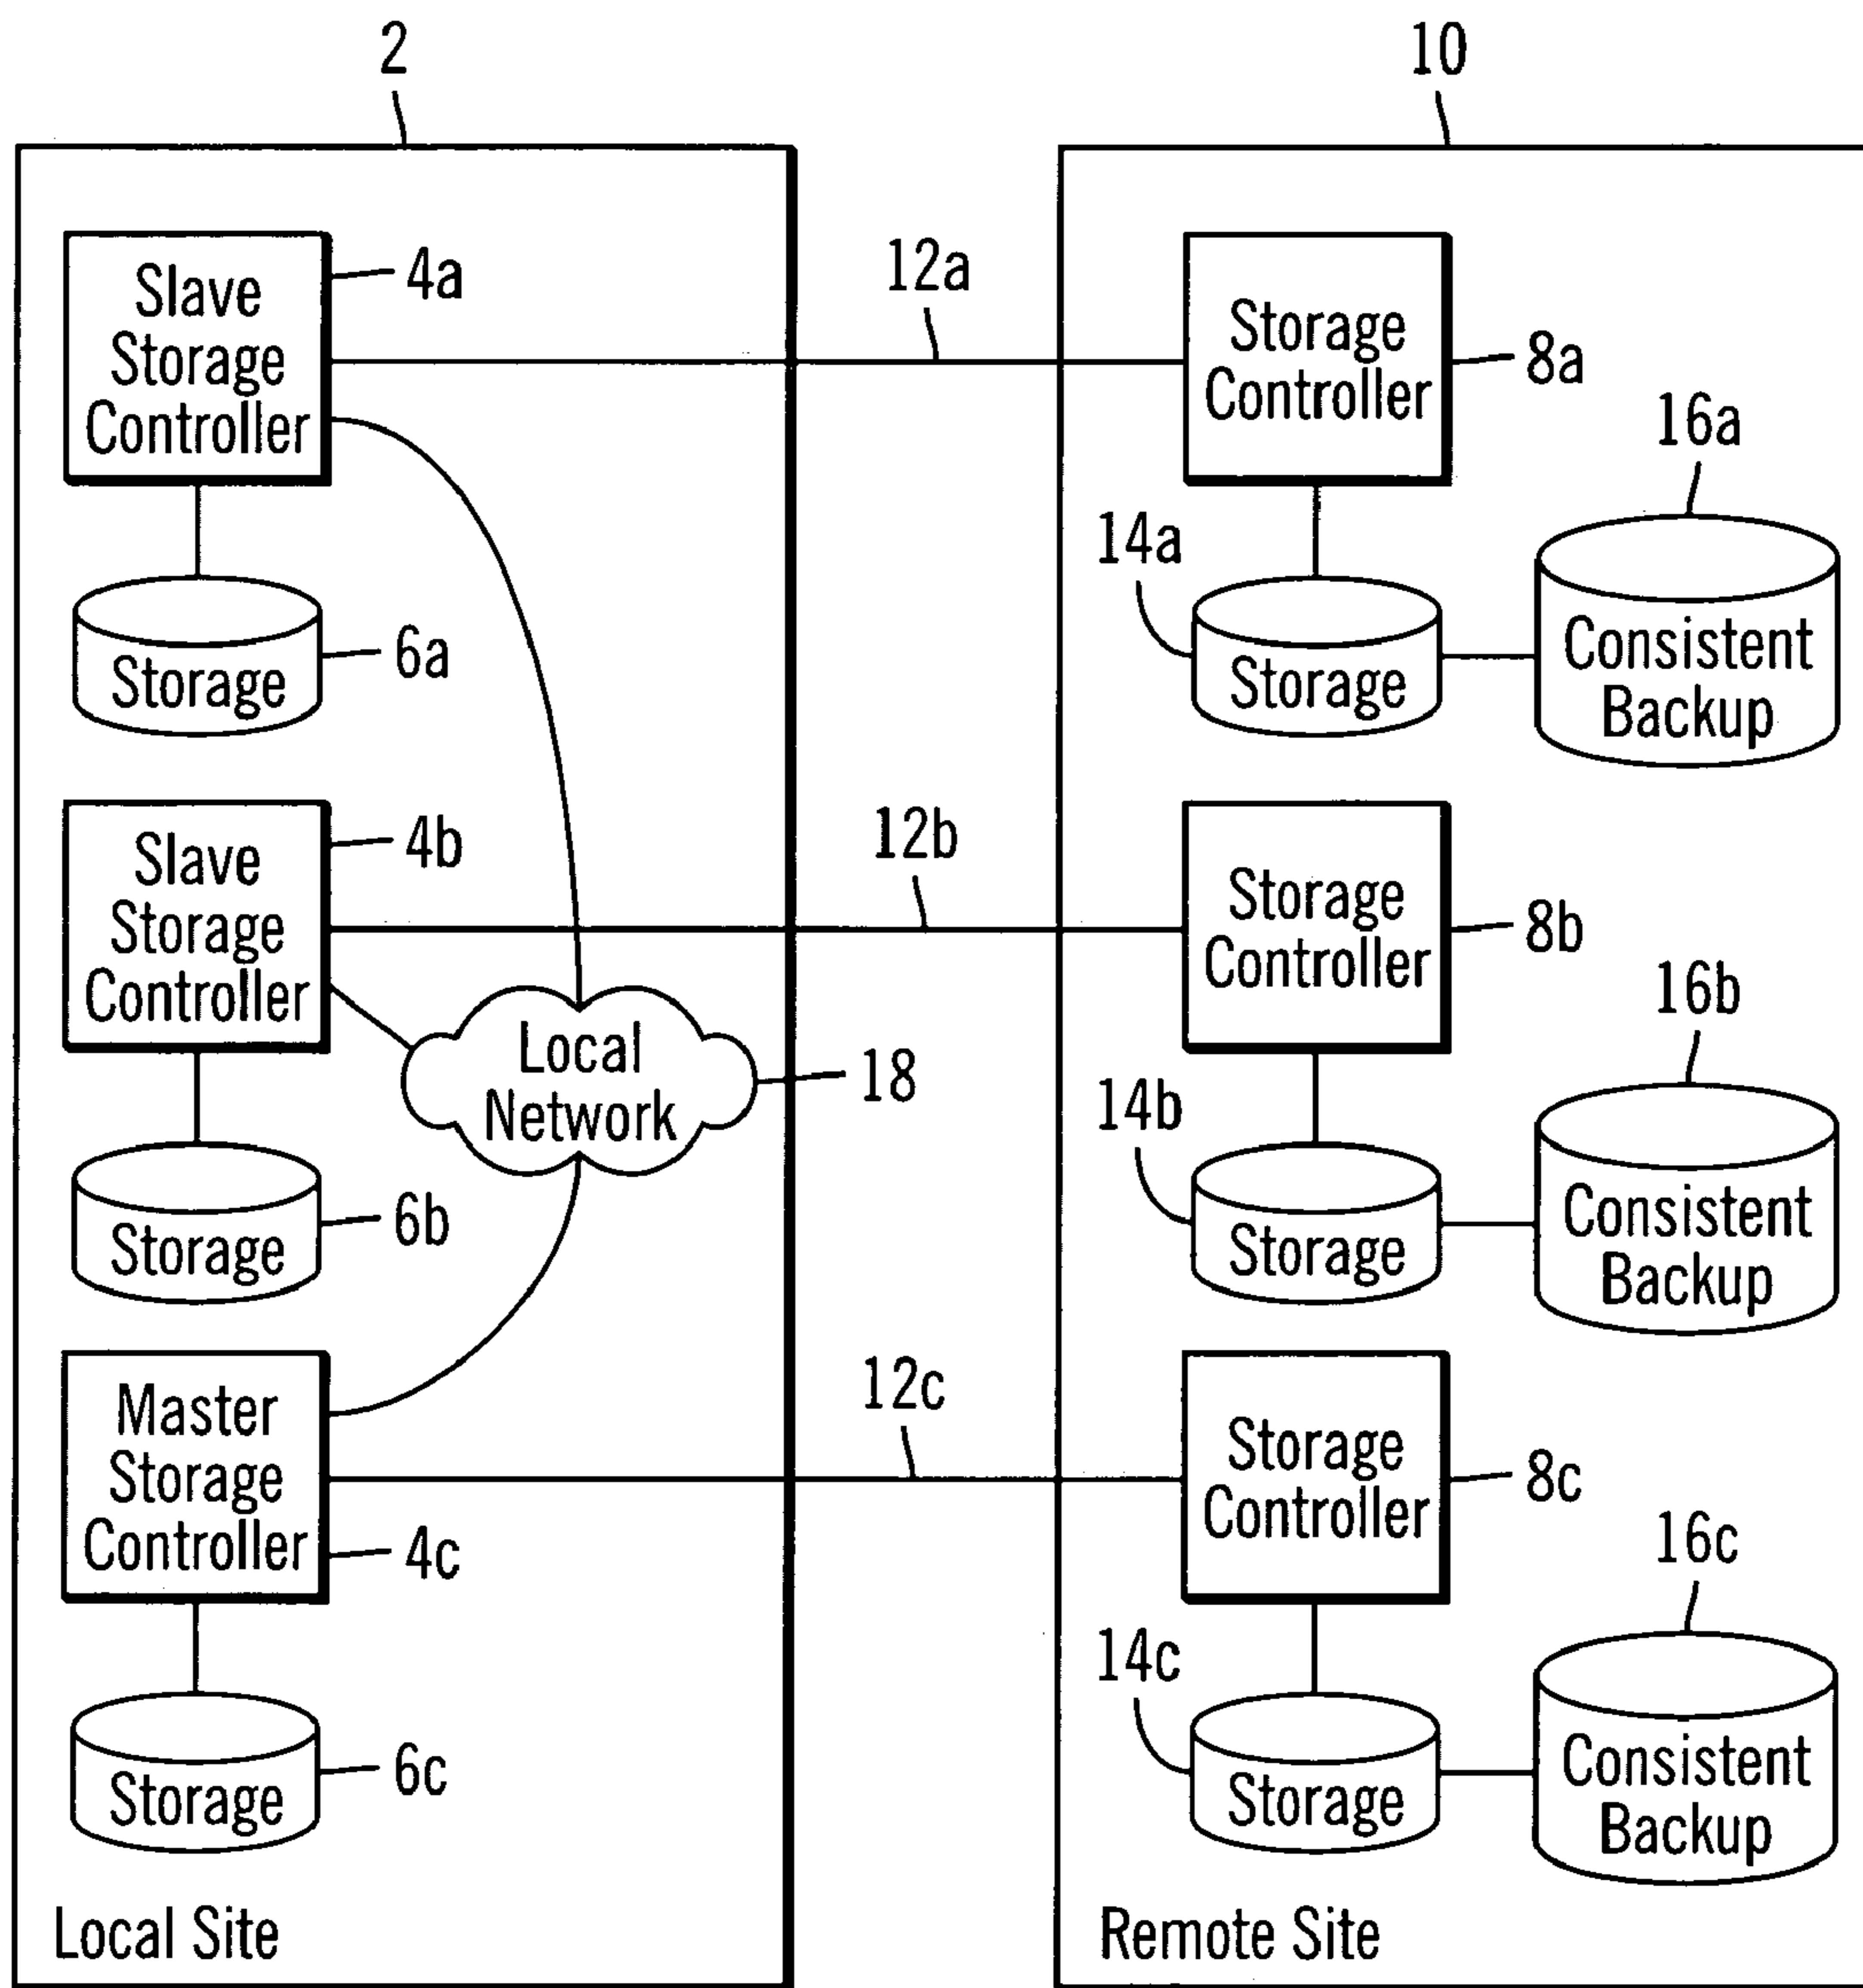 2
10
Slave
Storage
Controller
4a
12a
Storage
Controller
8a
16a
14a
Storage
6a
Storage
Consistent
Backup
Slave
Storage
Controller
4b
12b
Storage
Controller
8b
16b
Local
Network
18
14b
Storage
6b
Storage
Consistent
Backup
Master
Storage
Controller
4c
12c
Storage
Controller
8c
16c
14c
Storage
6c
Storage
Consistent
Backup
Local Site
Remote Site